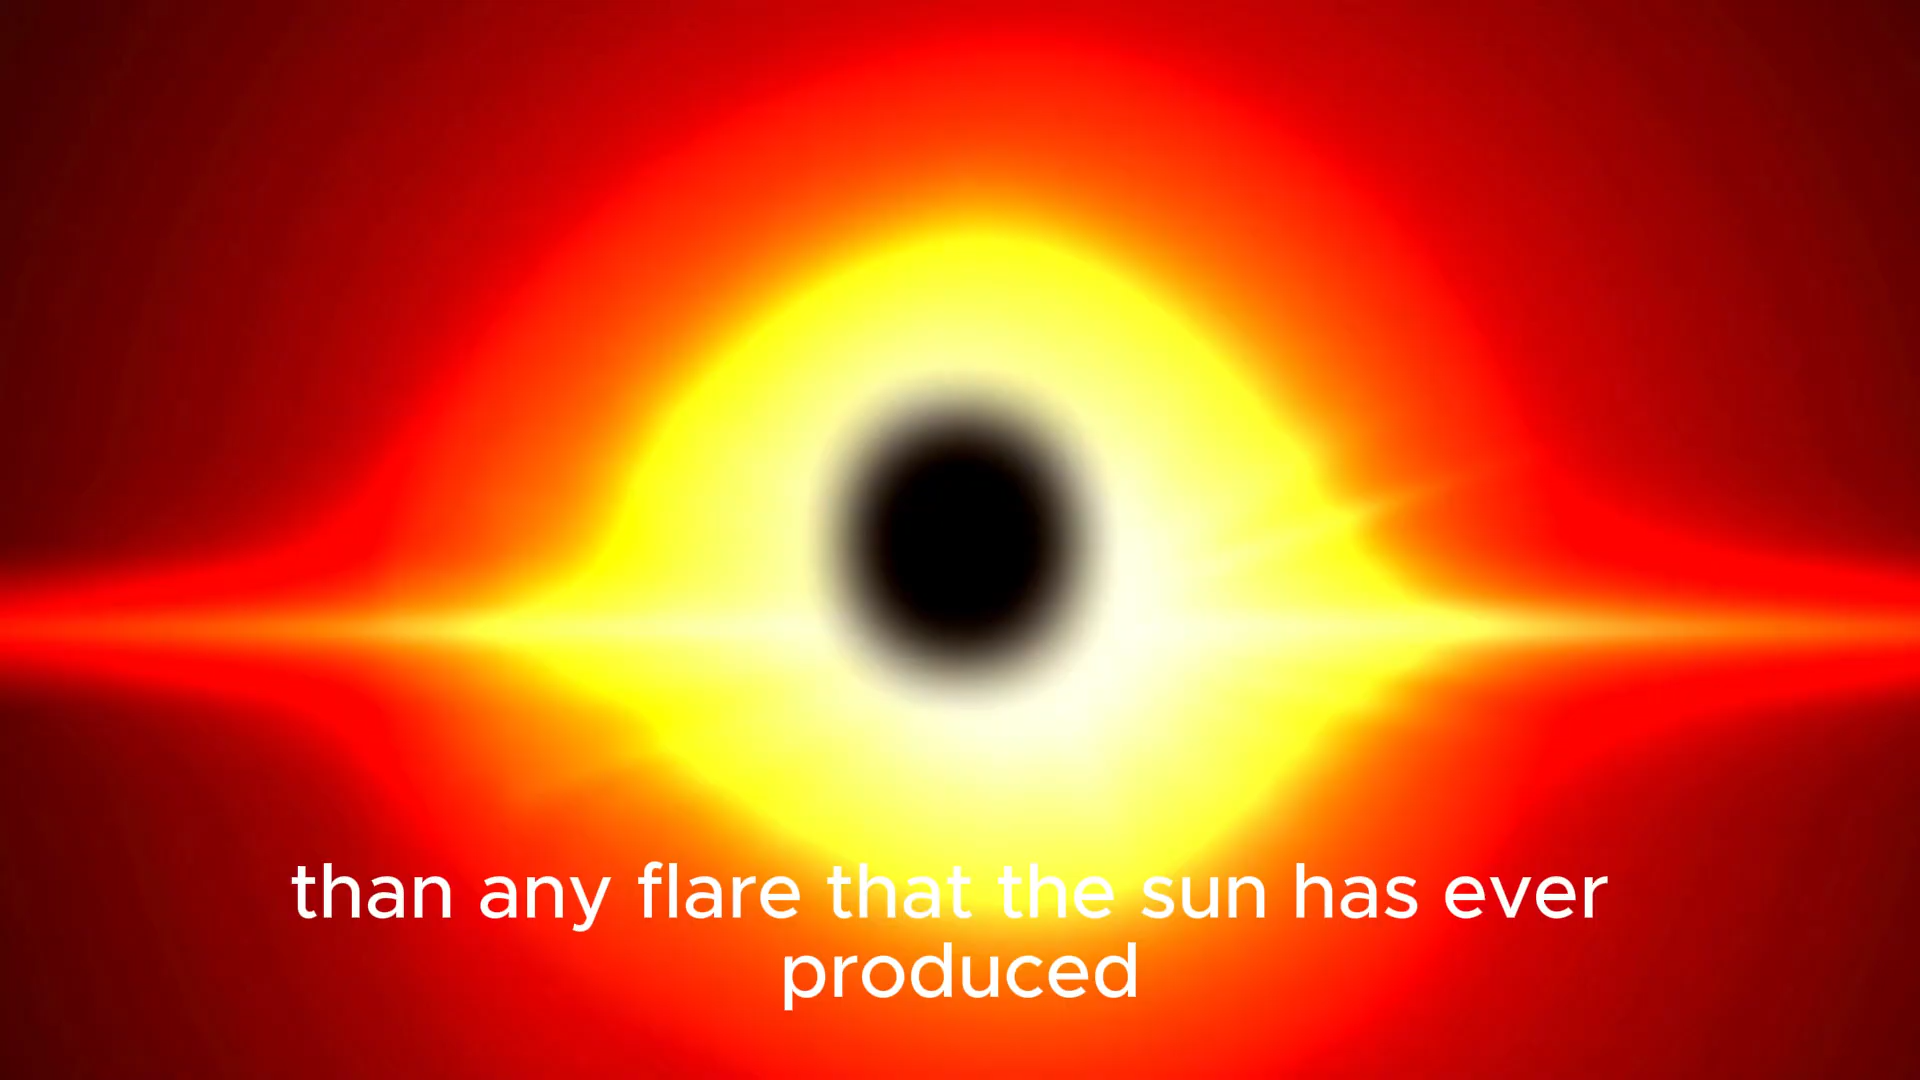 than any flare that the sun has ever
produced